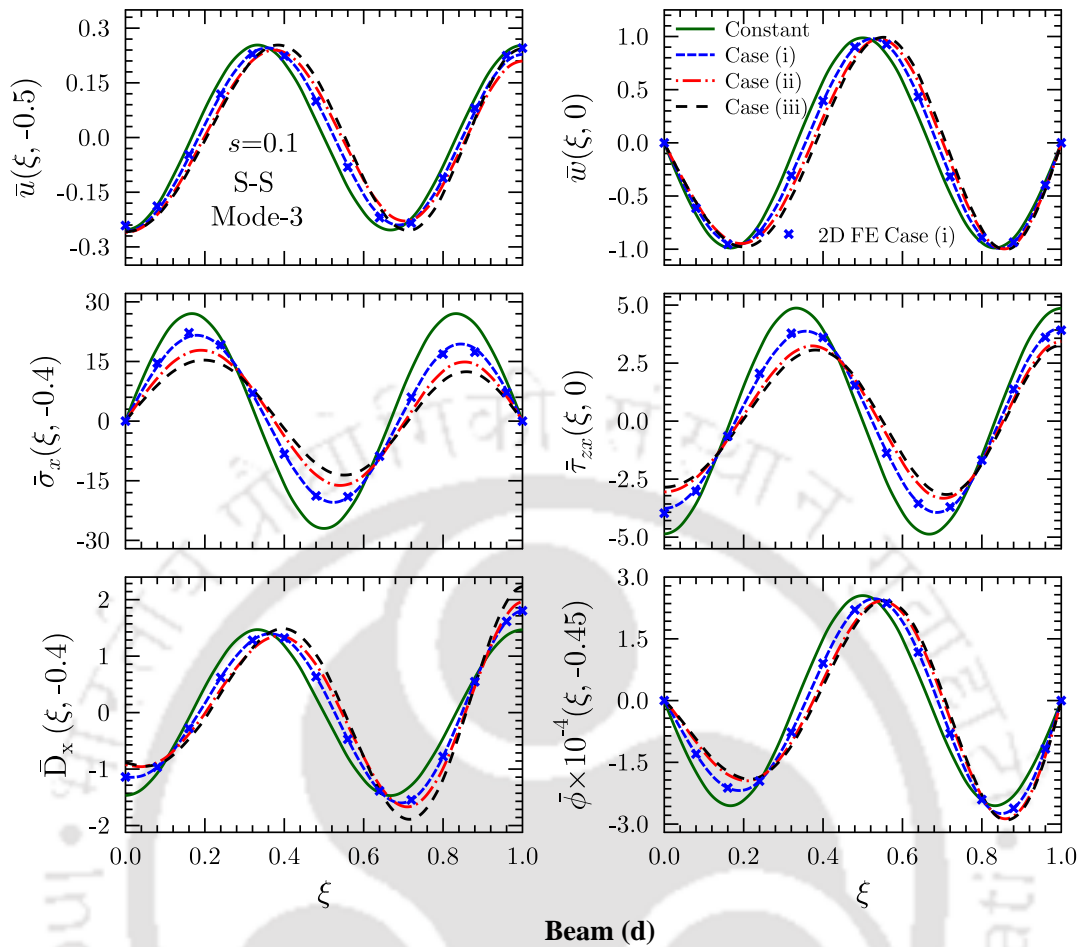 0.3
0.15
0.0
-0.15
-0.3
ū(ξ, -0.5)
s=0.1
S-S
Mode-3
1.0
0.5
0.0
-0.5
-1.0
w̄(ξ, 0)
Constant
Case (i)
Case (ii)
Case (iii)
2D FE Case (i)
30
15
0
-15
-30
σ̄ₓ(ξ, -0.4)
5.0
2.5
0.0
-2.5
-5.0
τ̄zx(ξ, 0)
2
1
0
-1
-2
D̄x(ξ, -0.4)
0.0 0.2 0.4 0.6 0.8 1.0
ξ
3.0
1.5
0.0
-1.5
-3.0
ϕ̄×10⁻⁴(ξ, -0.45)
0.0 0.2 0.4 0.6 0.8 1.0
ξ
Beam (d)